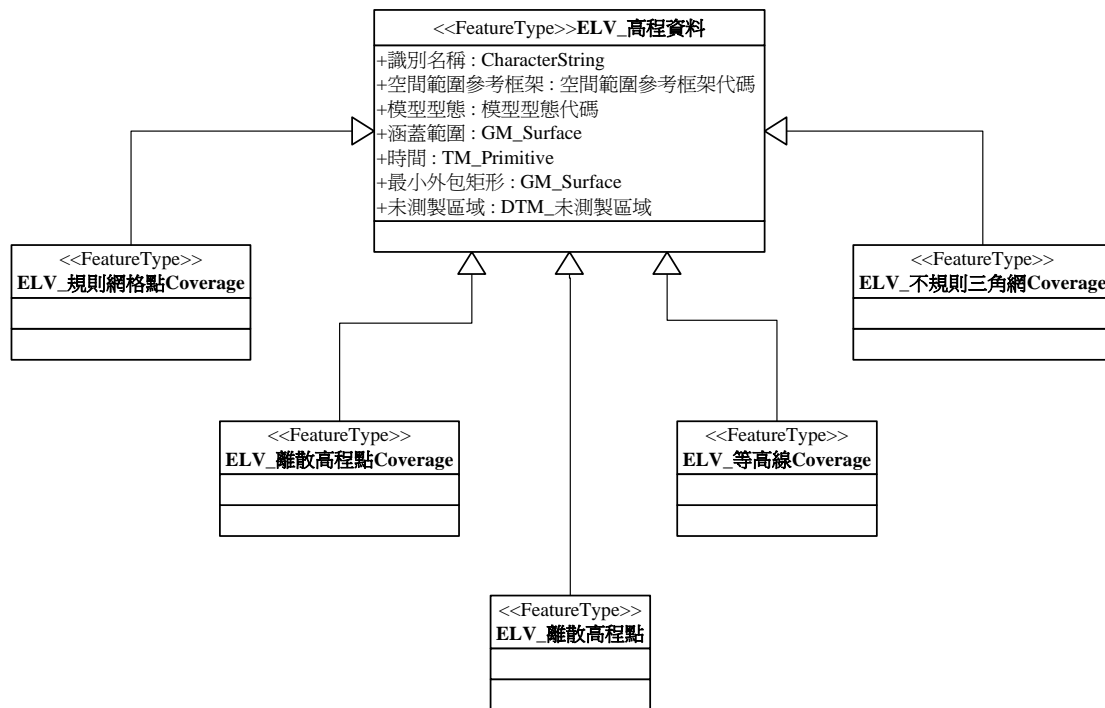 <<FeatureType>>ELV_高程資料
+識別名稱 : CharacterString
+空間範圍參考框架 : 空間範圍參考框架代碼
+模型型態 : 模型型態代碼
+涵蓋範圍 : GM_Surface
+時間 : TM_Primitive
+最小外包矩形 : GM_Surface
+未測製區域 : DTM_未測製區域
<<FeatureType>>
ELV_規則網格點Coverage
<<FeatureType>>
ELV_不規則三角網Coverage
<<FeatureType>>
ELV_離散高程點Coverage
<<FeatureType>>
ELV_等高線Coverage
<<FeatureType>>
ELV_離散高程點